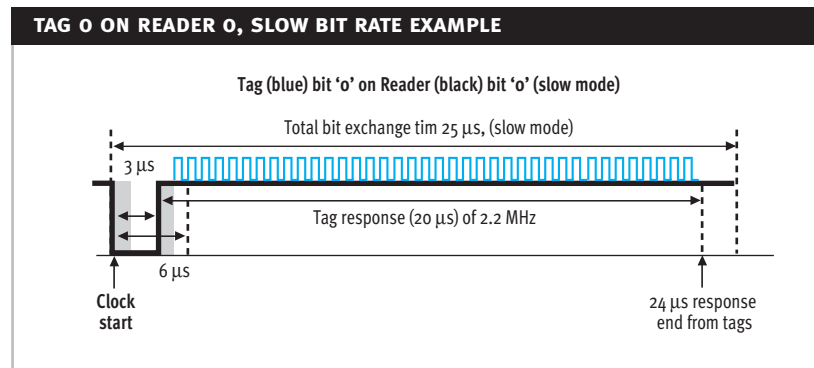 TAG 0 ON READER 0, SLOW BIT RATE EXAMPLE
Tag (blue) bit ‘0’ on Reader (black) bit ‘0’ (slow mode)
Total bit exchange tim 25 µs, (slow mode)
3 µs
Tag response (20 µs) of 2.2 MHz
6 µs
Clock
start
24 µs response
end from tags